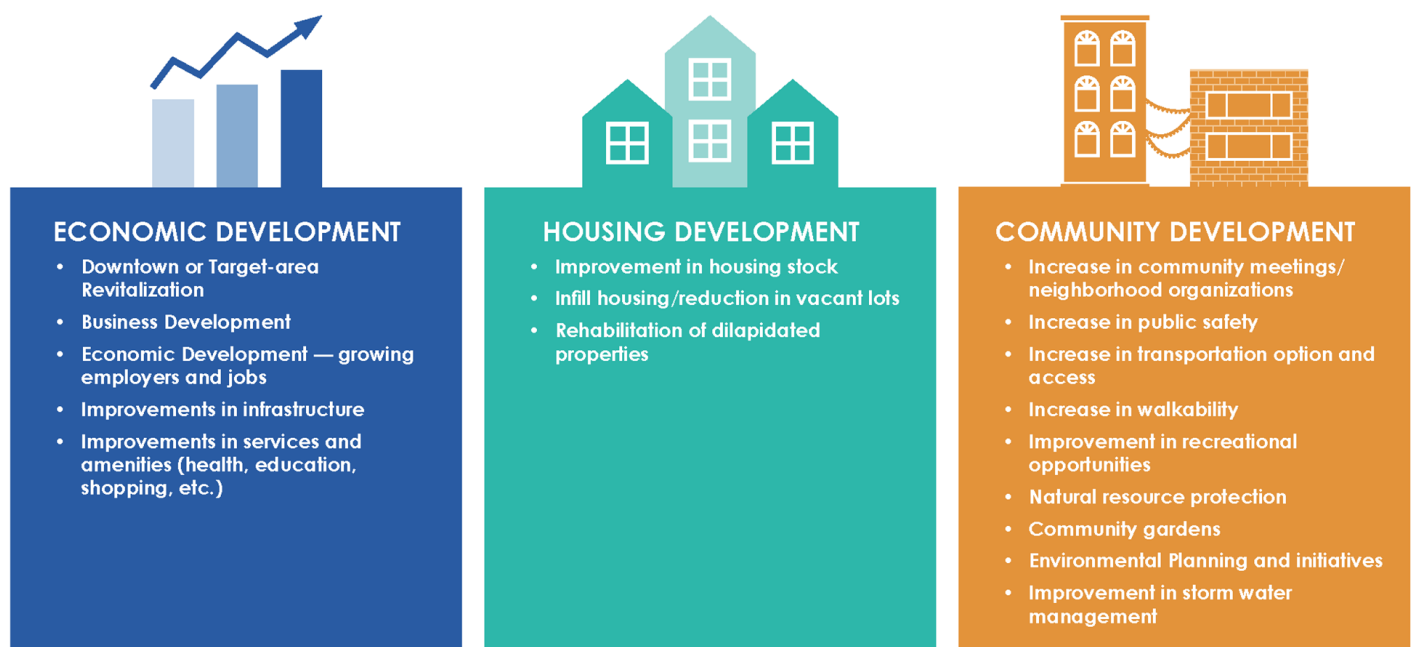 ECONOMIC DEVELOPMENT
• Downtown or Target-area
Revitalization
• Business Development
• Economic Development — growing
employers and jobs
• Improvements in infrastructure
• Improvements in services and
amenities (health, education,
shopping, etc.)
HOUSING DEVELOPMENT
• Improvement in housing stock
• Infill housing/reduction in vacant lots
• Rehabilitation of dilapidated
properties
COMMUNITY DEVELOPMENT
• Increase in community meetings/
neighborhood organizations
• Increase in public safety
• Increase in transportation option and
access
• Increase in walkability
• Improvement in recreational
opportunities
• Natural resource protection
• Community gardens
• Environmental Planning and initiatives
• Improvement in storm water
management